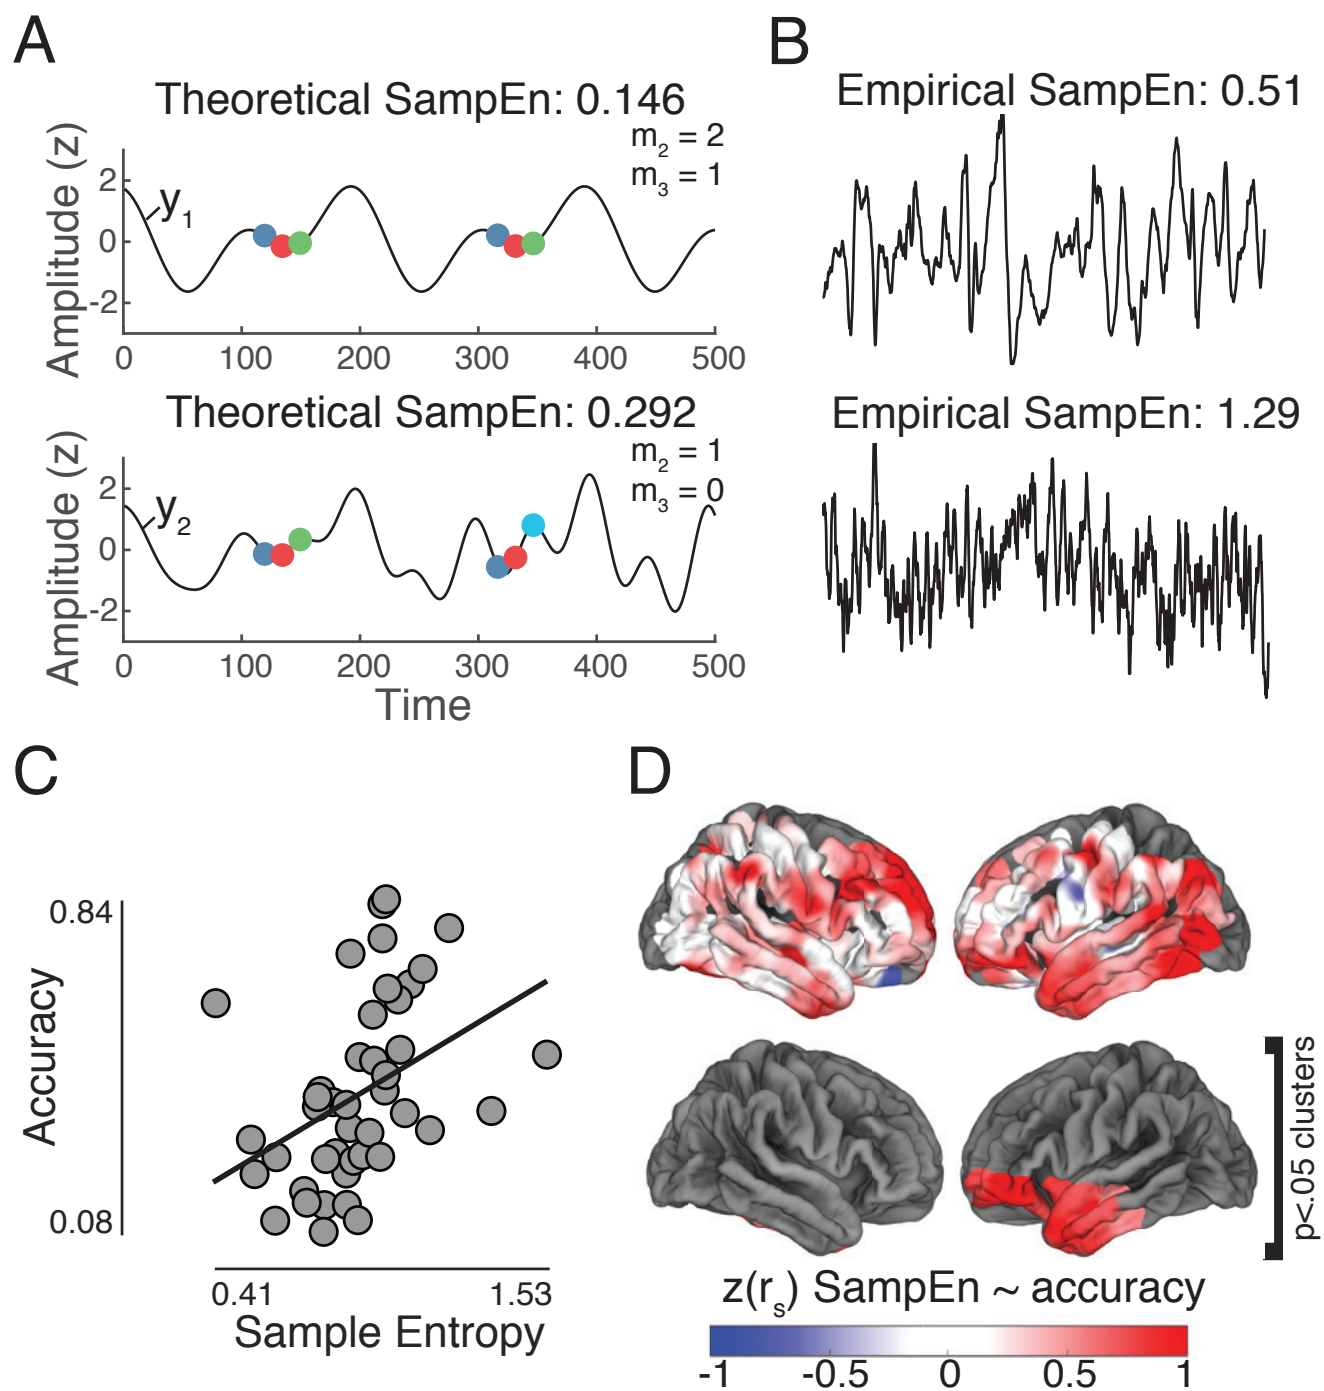 A
Theoretical SampEn: 0.146
m2 = 2
m3 = 1
Amplitude (z)
2
0
-2
y1
0 100 200 300 400 500
Theoretical SampEn: 0.292
m2 = 1
m3 = 0
Amplitude (z)
2
0
-2
y2
0 100 200 300 400 500
Time
B
Empirical SampEn: 0.51
Empirical SampEn: 1.29
C
0.84
Accuracy
0.08
0.41 1.53
Sample Entropy
D
p<.05 clusters
z(rs) SampEn ~ accuracy
-1 -0.5 0 0.5 1